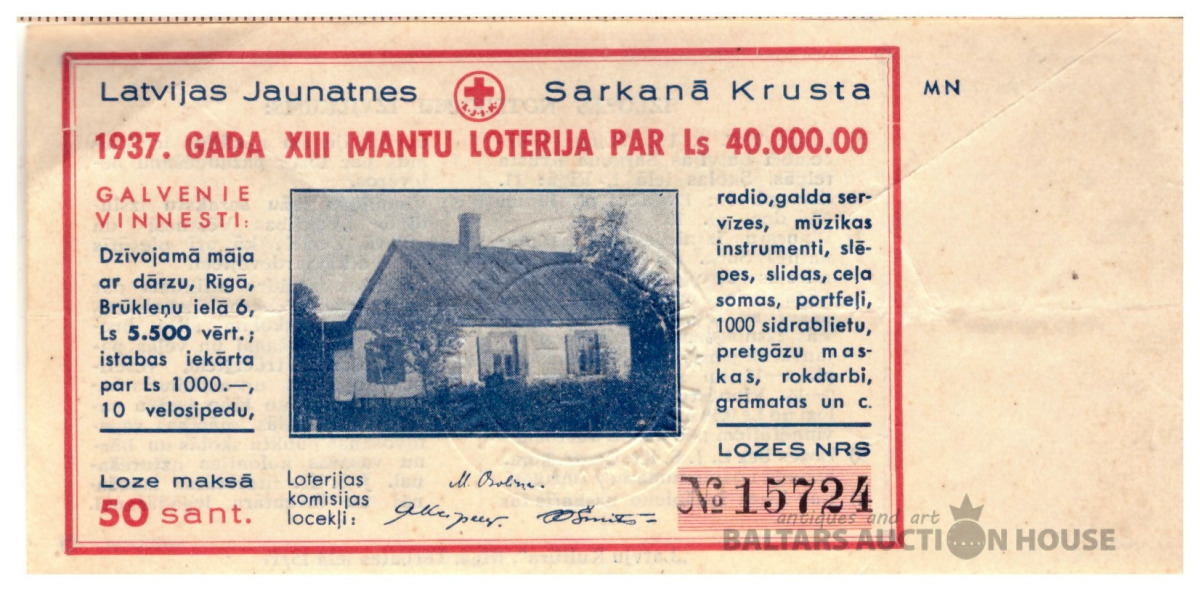 Latvijas Jaunatnes Sarkanā Krusta
L.J.S.K.
MN
1937. GADA XIII MANTU LOTERIJA PAR Ls 40.000.00
GALVENIE
VINNESTI:
Dzīvojamā māja
ar dārzu, Rīgā,
Brūkleņu ielā 6,
Ls 5.500 vērt.;
istabas iekārta
par Ls 1000.—,
10 velosipedu,
radio, galda ser-
vīzes, mūzikas
instrumenti, slē-
pes, slidas, ceļa
somas, portfeļi,
1000 sidrablietu,
pretgāzu mas-
kas, rokdarbi,
grāmatas un c.
Loze maksā
50 sant.
Loterijas
komisijas
locekļi:
LOZES NRS
№ 15724
antiques and art
BALTARS AUCTION HOUSE